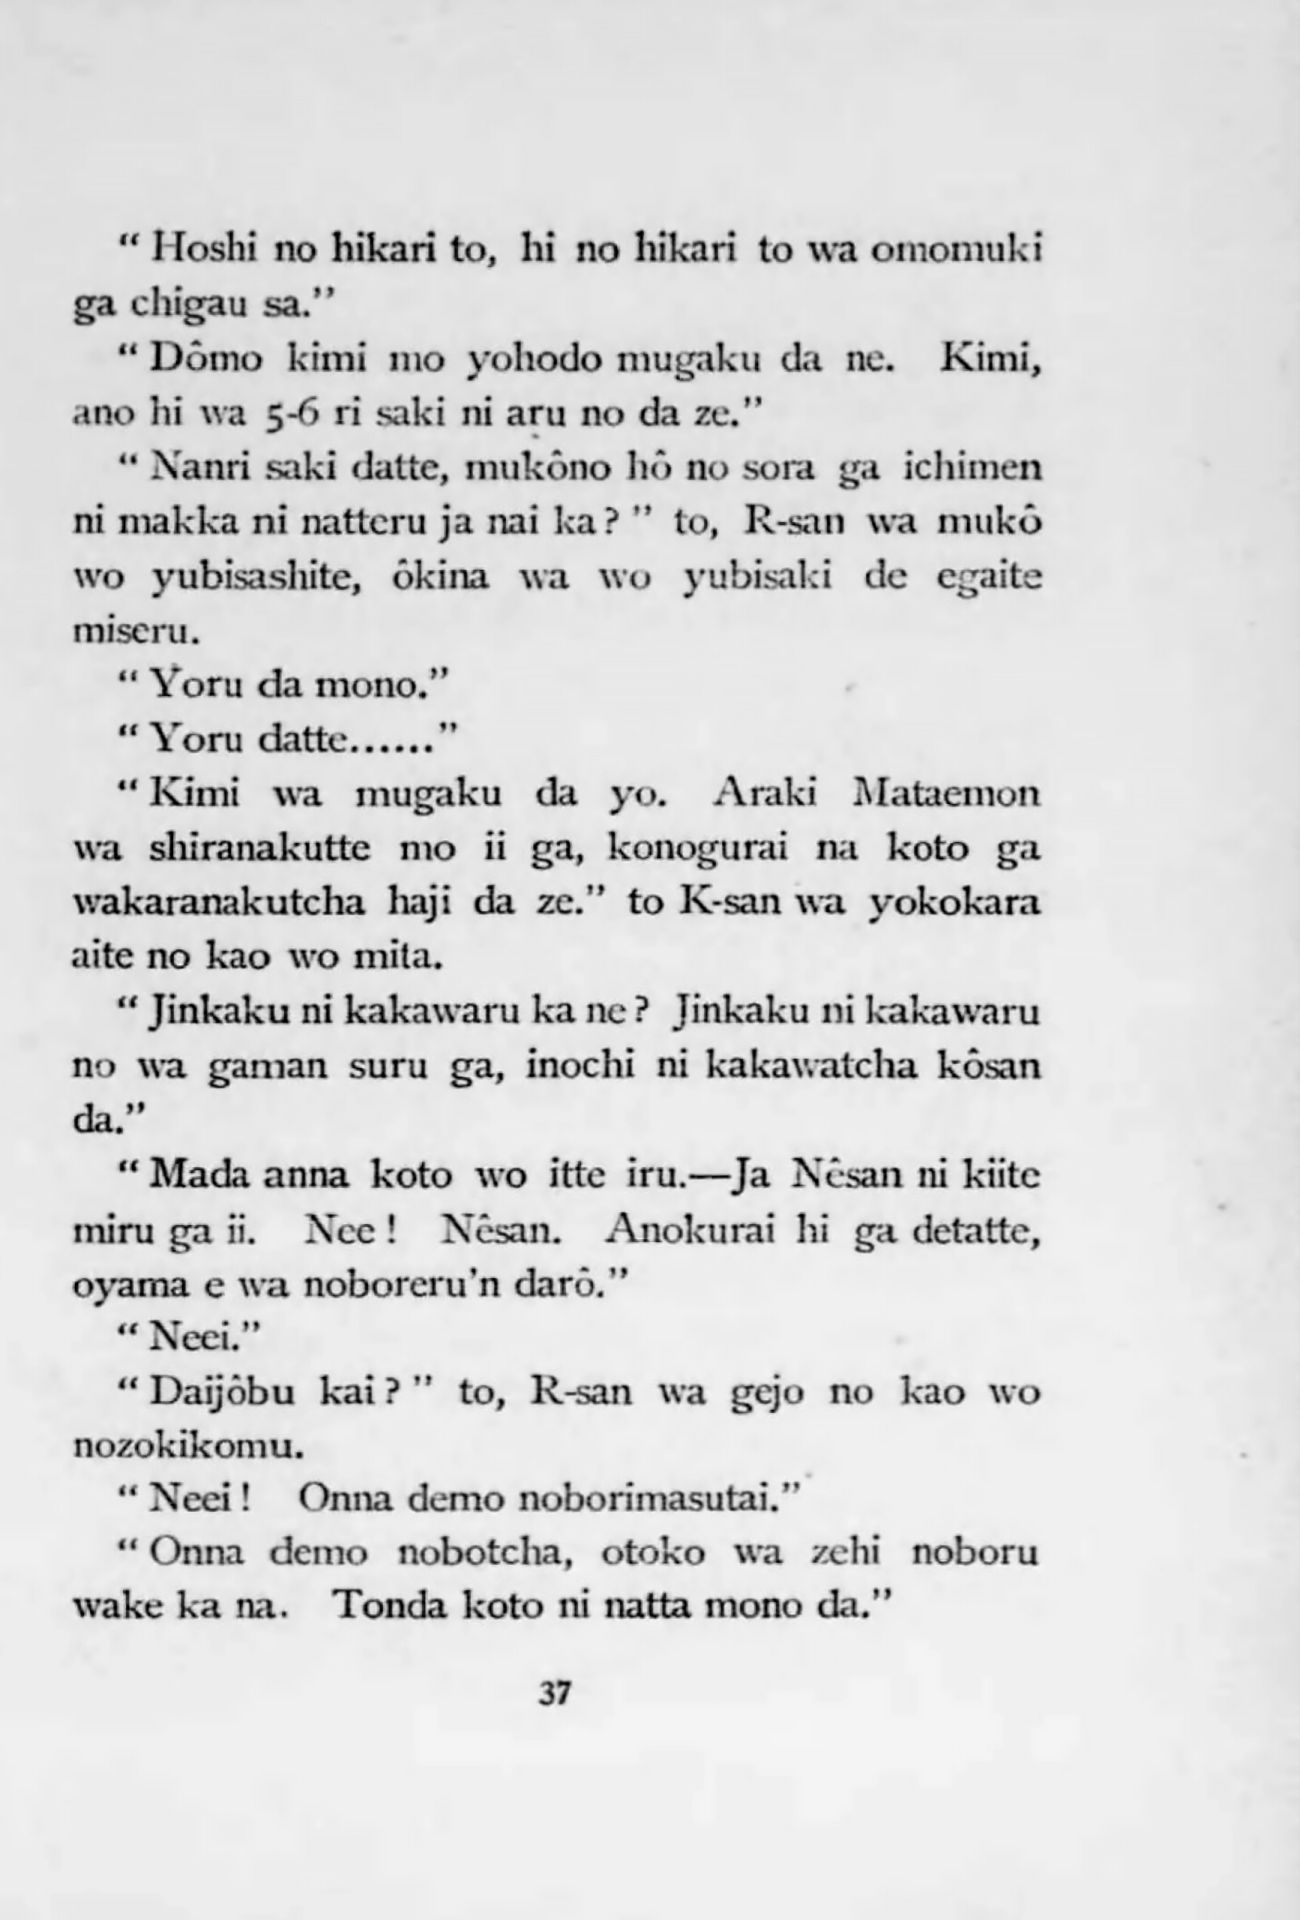 “ Hoshi no hikari to, hi no hikari to wa omomuki
ga chigau sa.”
“ Dômo kimi mo yohodo mugaku da ne. Kimi,
ano hi wa 5-6 ri saki ni aru no da ze.”
“ Nanri saki datte, mukôno hô no sora ga ichimen
ni makka ni natteru ja nai ka? ” to, R-san wa mukô
wo yubisashite, ôkina wa wo yubisaki de egaite
miseru.
“ Yoru da mono.”
“ Yoru datte......”
“ Kimi wa mugaku da yo. Araki Mataemon
wa shiranakutte mo ii ga, konogurai na koto ga
wakaranakutcha haji da ze.” to K-san wa yokokara
aite no kao wo mita.
“ Jinkaku ni kakawaru ka ne? Jinkaku ni kakawaru
no wa gaman suru ga, inochi ni kakawatcha kôsan
da.”
“ Mada anna koto wo itte iru.—Ja Nêsan ni kiite
miru ga ii. Nee! Nêsan. Anokurai hi ga detatte,
oyama e wa noboreru’n darô.”
“ Neei.”
“ Daijôbu kai? ” to, R-san wa gejo no kao wo
nozokikomu.
“ Neei! Onna demo noborimasutai.”
“ Onna demo nobotcha, otoko wa zehi noboru
wake ka na. Tonda koto ni natta mono da.”
37